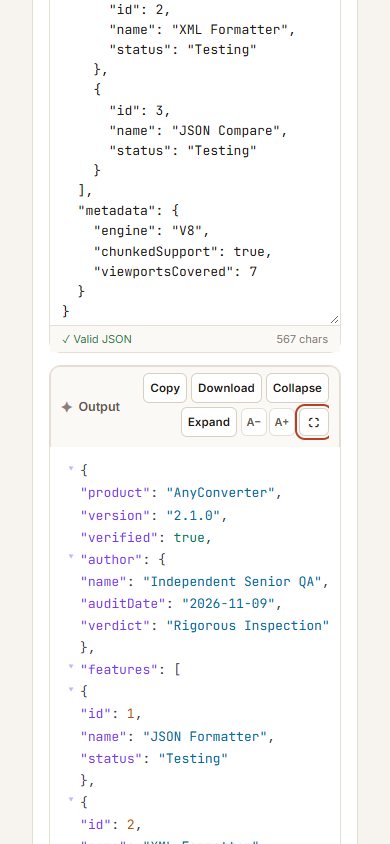 "id": 2,
"name": "XML Formatter",
"status": "Testing"
},
{
"id": 3,
"name": "JSON Compare",
"status": "Testing"
}
],
"metadata": {
"engine": "V8",
"chunkedSupport": true,
"viewportsCovered": 7
}
}
✓ Valid JSON 567 chars
Output
Copy Download Collapse
Expand A− A+
{
"product": "AnyConverter",
"version": "2.1.0",
"verified": true,
"author": {
"name": "Independent Senior QA",
"auditDate": "2026-11-09",
"verdict": "Rigorous Inspection"
},
"features": [
{
"id": 1,
"name": "JSON Formatter",
"status": "Testing"
},
{
"id": 2,